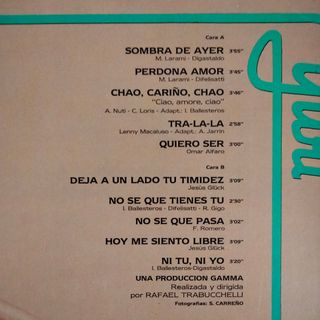 Cara A
SOMBRA DE AYER 3'55"
M. Larami - Digastaldo
PERDONA AMOR 3'45"
M. Larami - Difelisatti
CHAO, CARIÑO, CHAO 3'46"
"Ciao, amore, ciao"
A. Nuti - C. Loris - Adapt.: I. Ballesteros
TRA-LA-LA 2'58"
Lenny Macaluso - Adapt.: A. Jarrin
QUIERO SER 3'00"
Omar Alfaro
Cara B
DEJA A UN LADO TU TIMIDEZ 3'09"
Jesús Glück
NO SE QUE TIENES TU 2'30"
I. Ballesteros - Difelisatti - R. Gigo
NO SE QUE PASA 3'02"
F. Romero
HOY ME SIENTO LIBRE 3'09"
Jesús Glück
NI TU, NI YO 3'20"
I. Ballesteros-Digastaldo
UNA PRODUCCION GAMMA
Realizada y dirigida
por RAFAEL TRABUCCHELLI
Fotografías: S. CARREÑO